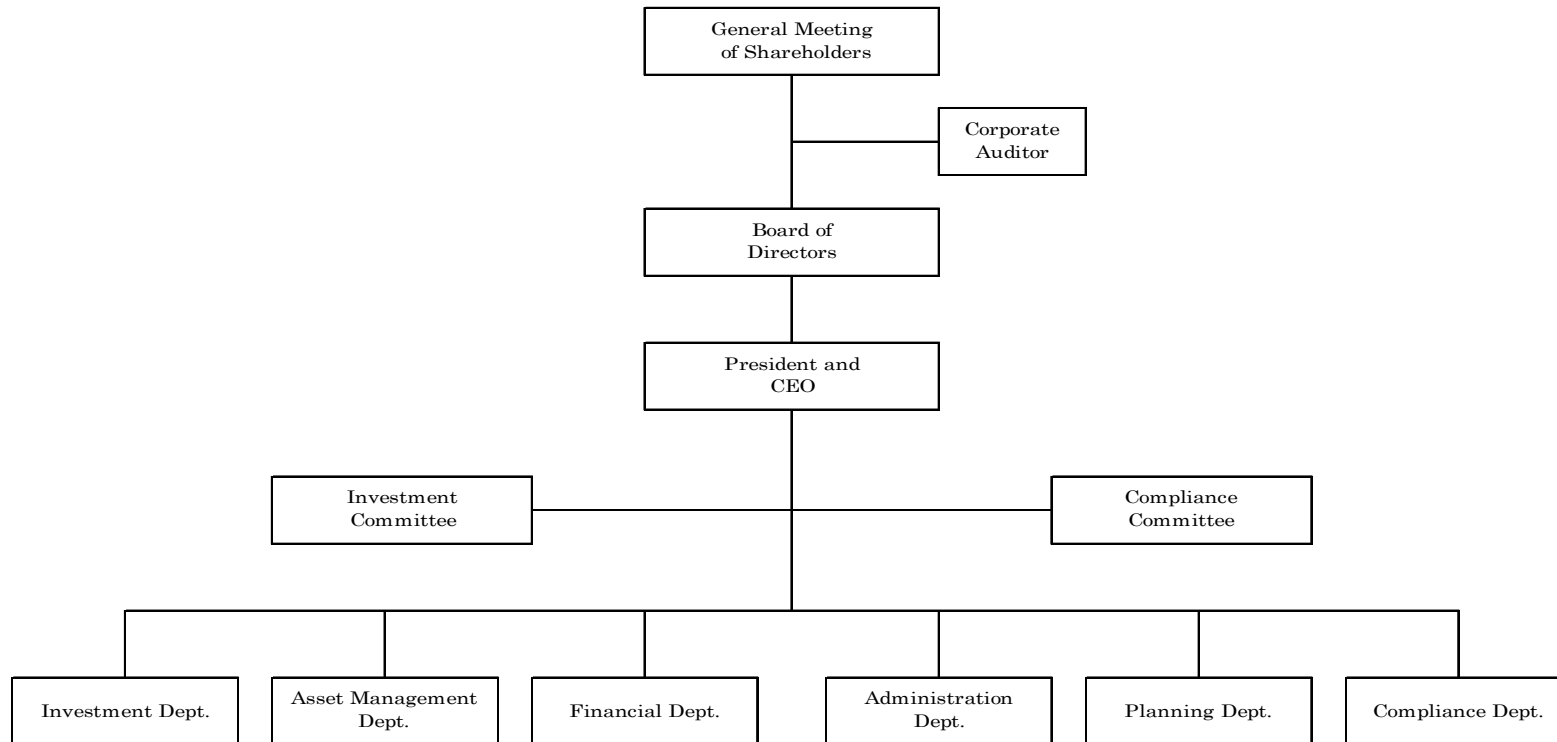 General Meeting
of Shareholders
Corporate
Auditor
Board of
Directors
President and
CEO
Investment
Committee
Compliance
Committee
Investment Dept.
Asset Management
Dept.
Financial Dept.
Administration
Dept.
Planning Dept.
Compliance Dept.